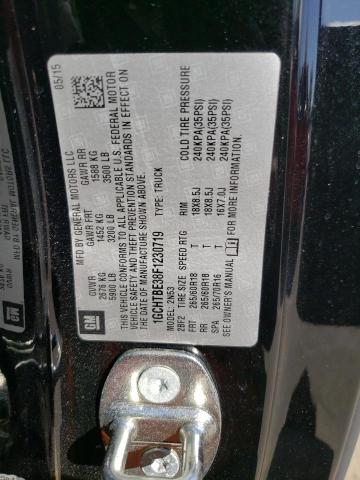 GM
MFD BY GENERAL MOTORS LLC
05/15
GVWR GAWR FRT GAWR RR
2676 KG 1452 KG 1588 KG
5900 LB 3200 LB 3500 LB
THIS VEHICLE CONFORMS TO ALL APPLICABLE U.S. FEDERAL MOTOR
VEHICLE SAFETY AND THEFT PREVENTION STANDARDS IN EFFECT ON
THE DATE OF MANUFACTURE SHOWN ABOVE.
1GCHTBE38F1230719 TYPE: TRUCK
MODEL: 2N53
2BF2 TIRE SIZE SPEED RTG RIM COLD TIRE PRESSURE
FRT 265/60R18 T 18X8.5J 240KPA(35PSI)
RR 265/60R18 T 18X8.5J 240KPA(35PSI)
SPA 265/70R16 T 16X7.0J 240KPA(35PSI)
SEE OWNER'S MANUAL FOR MORE INFORMATION.